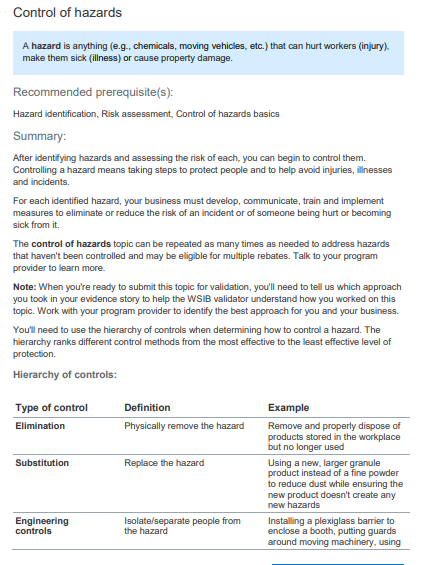 Control of hazards
A hazard is anything (e.g., chemicals, moving vehicles, etc.) that can hurt workers (injury),
make them sick (illness) or cause property damage.
Recommended prerequisite(s):
Hazard identification, Risk assessment, Control of hazards basics
Summary:
After identifying hazards and assessing the risk of each, you can begin to control them.
Controlling a hazard means taking steps to protect people and to help avoid injuries, illnesses
and incidents.
For each identified hazard, your business must develop, communicate, train and implement
measures to eliminate or reduce the risk of an incident or of someone being hurt or becoming
sick from it.
The control of hazards topic can be repeated as many times as needed to address hazards
that haven't been controlled and may be eligible for multiple rebates. Talk to your program
provider to learn more.
Note: When you're ready to submit this topic for validation, you'll need to tell us which approach
you took in your evidence story to help the WSIB validator understand how you worked on this
topic. Work with your program provider to identify the best approach for you and your business.
You'll need to use the hierarchy of controls when determining how to control a hazard. The
hierarchy ranks different control methods from the most effective to the least effective level of
protection.
Hierarchy of controls:
Type of control Definition Example
Elimination Physically remove the hazard Remove and properly dispose of
products stored in the workplace
but no longer used
Substitution Replace the hazard Using a new, larger granule
product instead of a fine powder
to reduce dust while ensuring the
new product doesn't create any
new hazards
Engineering Isolate/separate people from Installing a plexiglass barrier to
controls the hazard enclose a booth, putting guards
around moving machinery, using